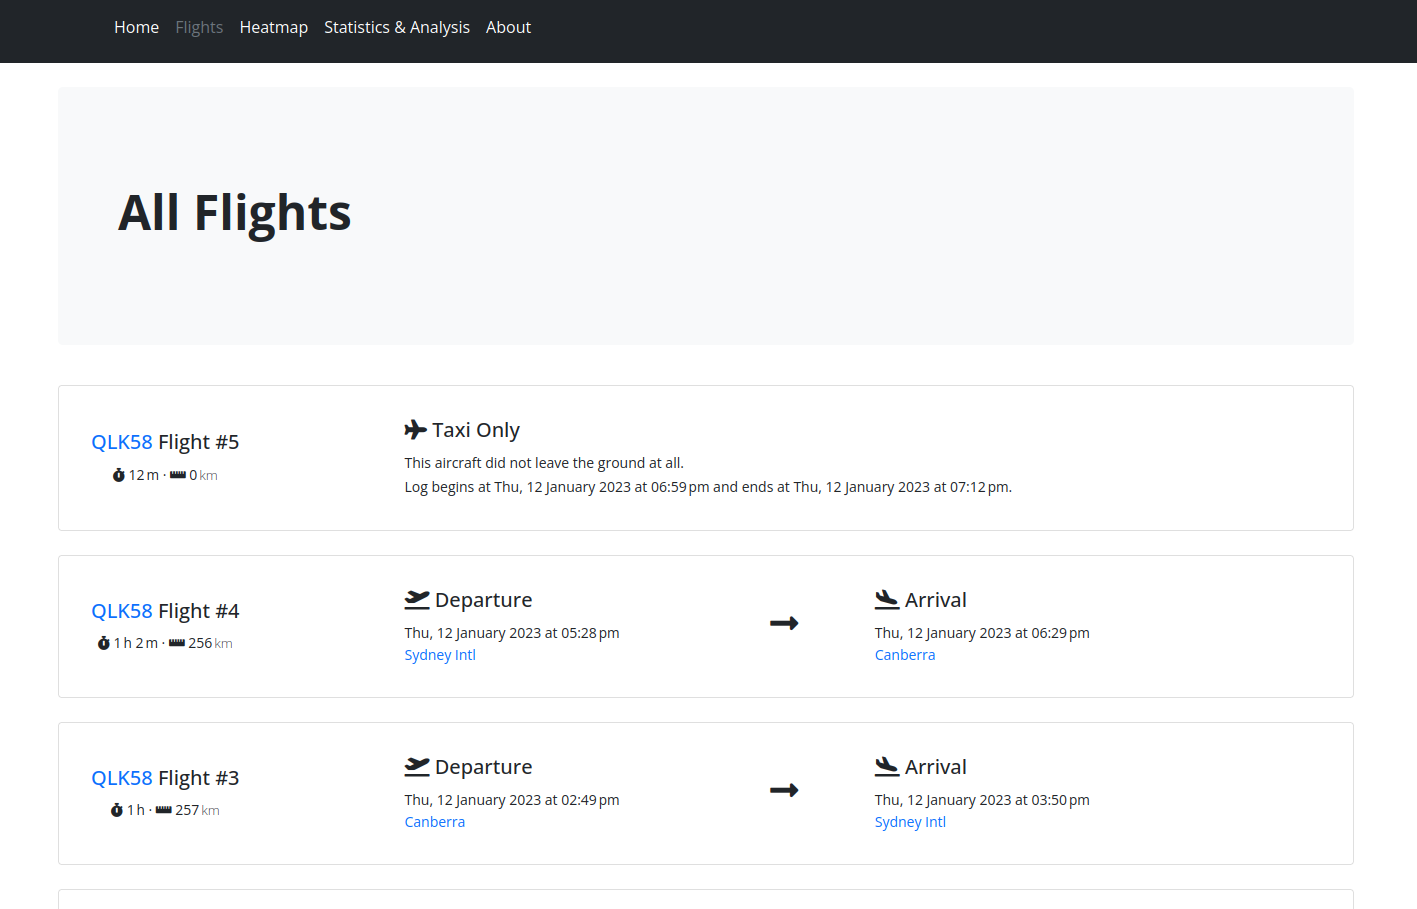 Home Flights Heatmap Statistics & Analysis About
All Flights
QLK58 Flight #5
12 m · 0 km
Taxi Only
This aircraft did not leave the ground at all.
Log begins at Thu, 12 January 2023 at 06:59 pm and ends at Thu, 12 January 2023 at 07:12 pm.
QLK58 Flight #4
1 h 2 m · 256 km
Departure
Thu, 12 January 2023 at 05:28 pm
Sydney Intl
Arrival
Thu, 12 January 2023 at 06:29 pm
Canberra
QLK58 Flight #3
1 h · 257 km
Departure
Thu, 12 January 2023 at 02:49 pm
Canberra
Arrival
Thu, 12 January 2023 at 03:50 pm
Sydney Intl